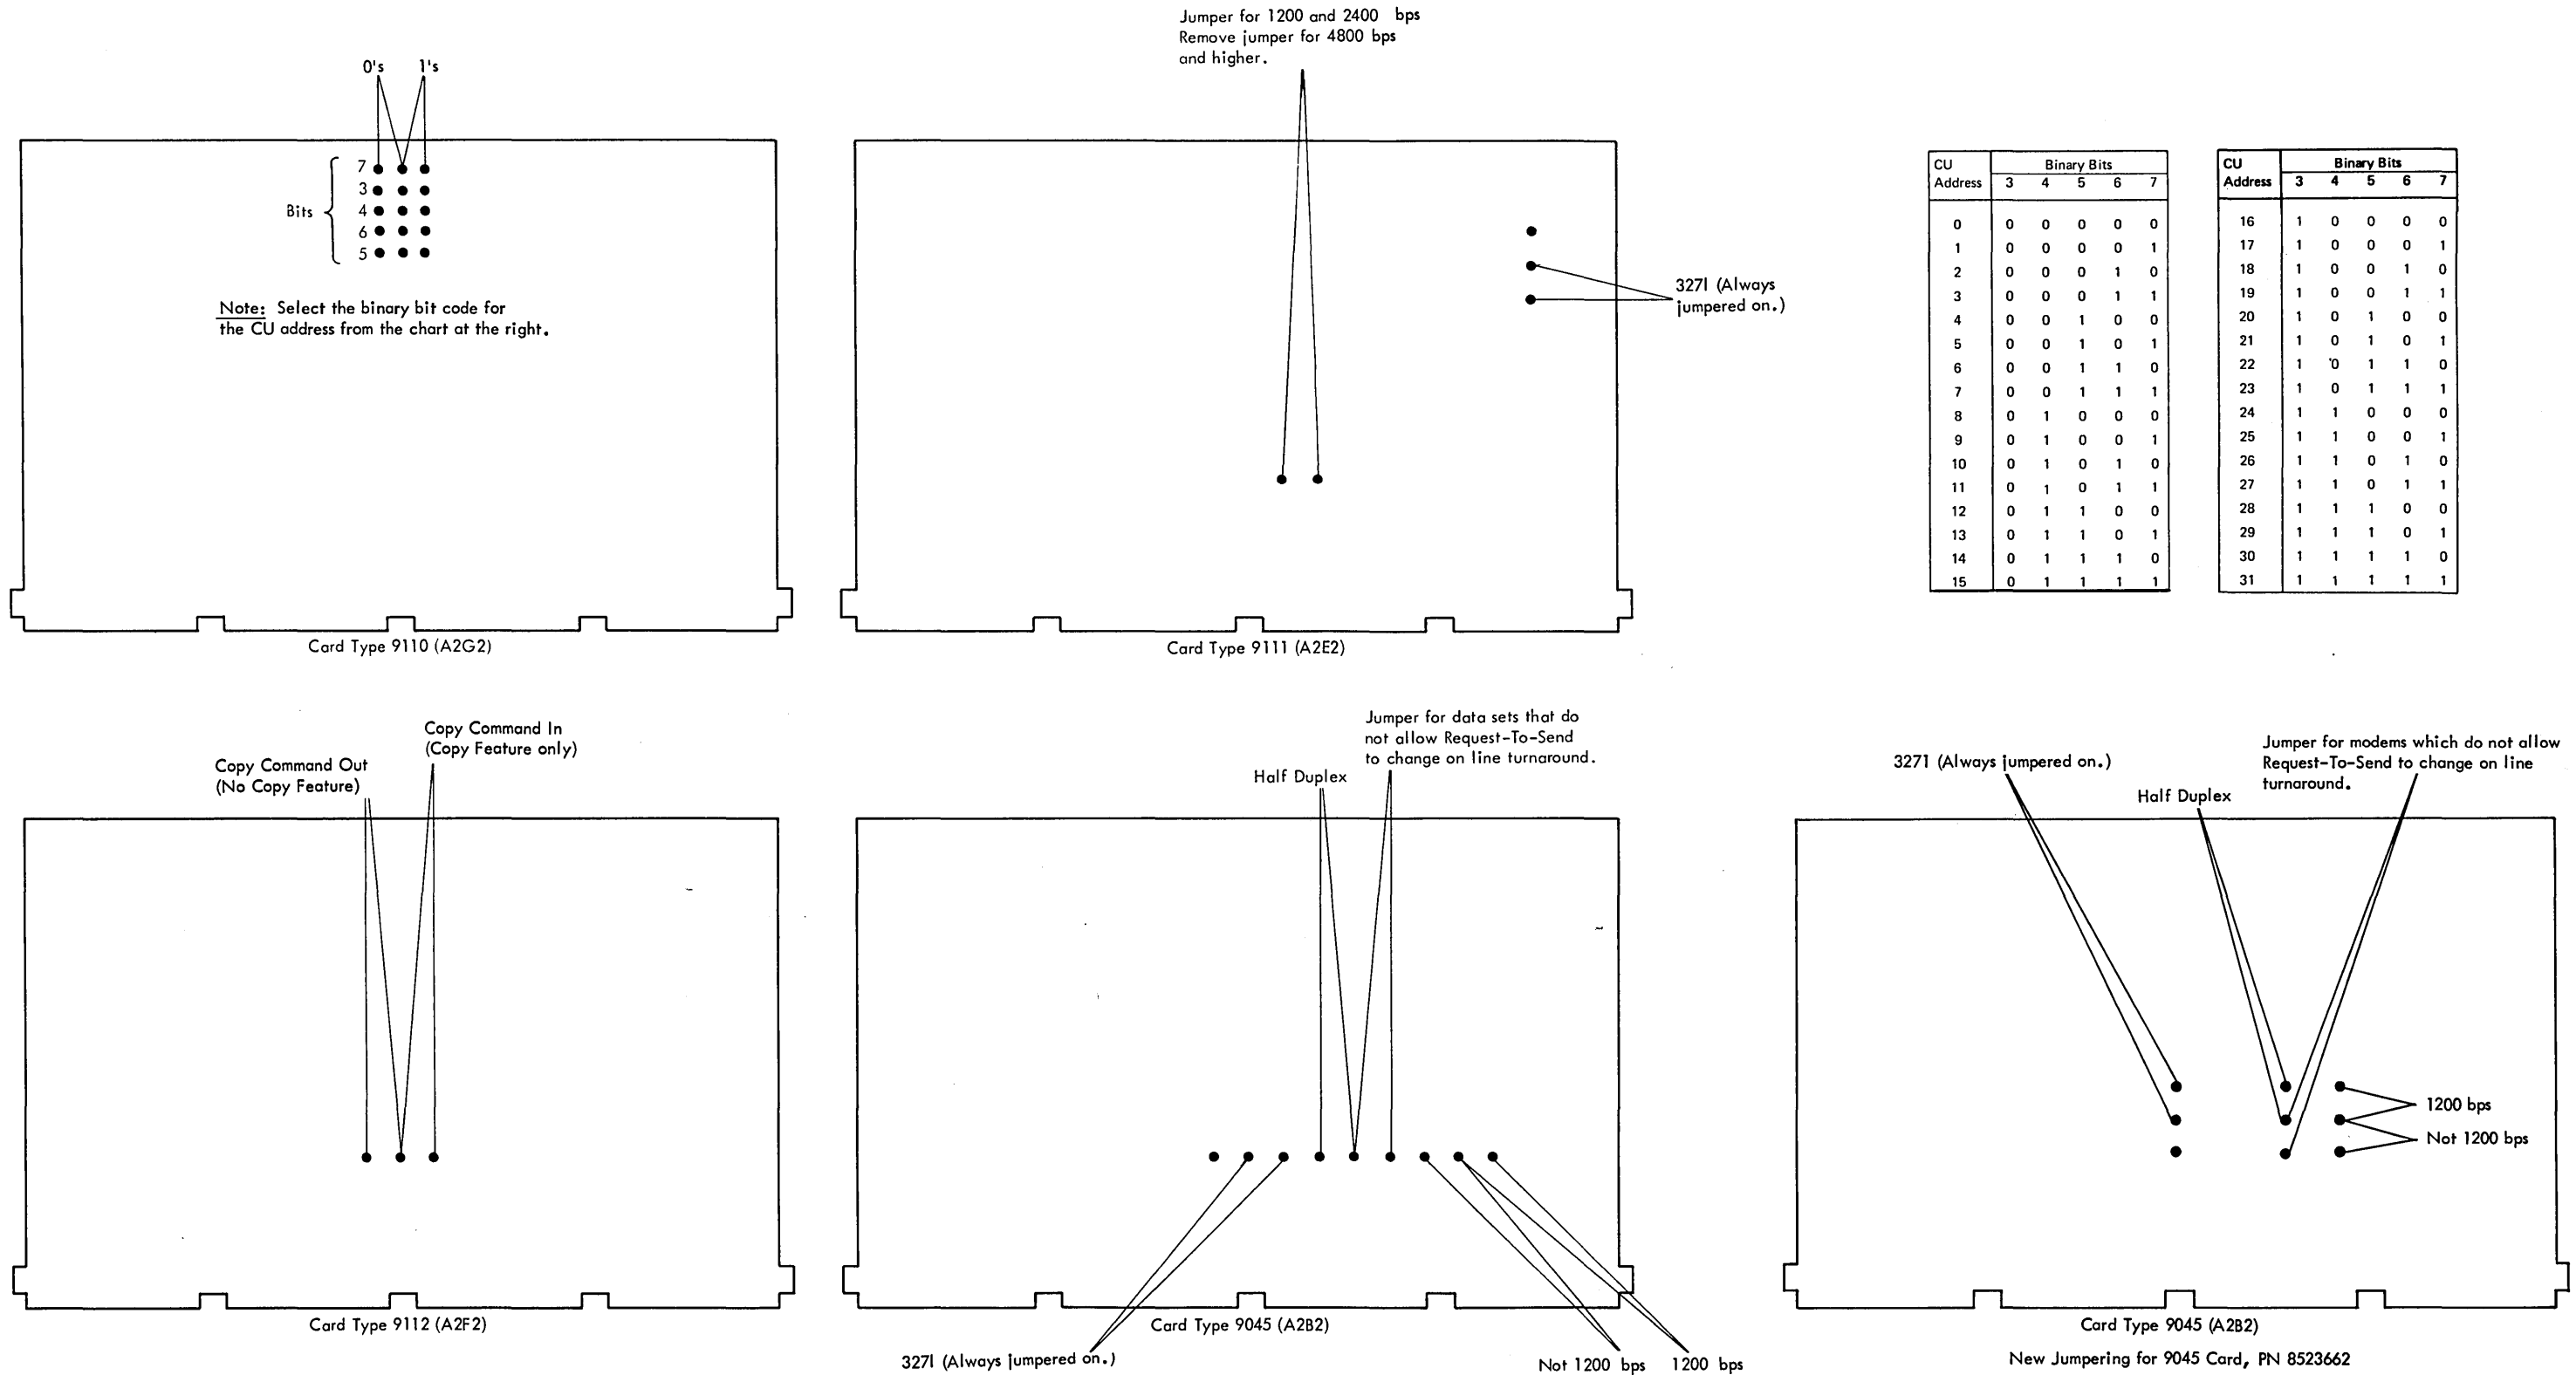 0's 1's
Bits
7
3
4
6
5
Note: Select the binary bit code for
the CU address from the chart at the right.
Card Type 9110 (A2G2)
Jumper for 1200 and 2400 bps
Remove jumper for 4800 bps
and higher.
3271 (Always
jumpered on.)
Card Type 9111 (A2E2)
CU Binary Bits
Address 3 4 5 6 7
0 0 0 0 0 0
1 0 0 0 0 1
2 0 0 0 1 0
3 0 0 0 1 1
4 0 0 1 0 0
5 0 0 1 0 1
6 0 0 1 1 0
7 0 0 1 1 1
8 0 1 0 0 0
9 0 1 0 0 1
10 0 1 0 1 0
11 0 1 0 1 1
12 0 1 1 0 0
13 0 1 1 0 1
14 0 1 1 1 0
15 0 1 1 1 1
CU Binary Bits
Address 3 4 5 6 7
16 1 0 0 0 0
17 1 0 0 0 1
18 1 0 0 1 0
19 1 0 0 1 1
20 1 0 1 0 0
21 1 0 1 0 1
22 1 0 1 1 0
23 1 0 1 1 1
24 1 1 0 0 0
25 1 1 0 0 1
26 1 1 0 1 0
27 1 1 0 1 1
28 1 1 1 0 0
29 1 1 1 0 1
30 1 1 1 1 0
31 1 1 1 1 1
Copy Command Out
(No Copy Feature)
Copy Command In
(Copy Feature only)
Card Type 9112 (A2F2)
Half Duplex
Jumper for data sets that do
not allow Request-To-Send
to change on line turnaround.
Card Type 9045 (A2B2)
3271 (Always jumpered on.)
Not 1200 bps
1200 bps
3271 (Always jumpered on.)
Half Duplex
Jumper for modems which do not allow
Request-To-Send to change on line
turnaround.
1200 bps
Not 1200 bps
Card Type 9045 (A2B2)
New Jumpering for 9045 Card, PN 8523662